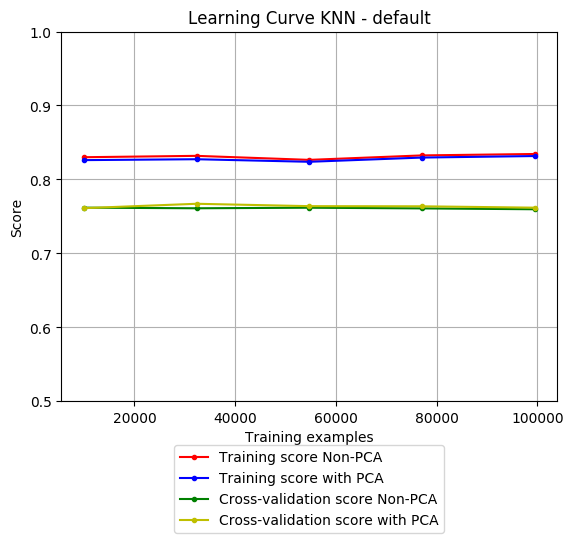 Learning Curve KNN - default
1.0
0.9
0.8
0.7
0.6
0.5
Score
20000 40000 60000 80000 100000
Training examples
Training score Non-PCA
Training score with PCA
Cross-validation score Non-PCA
Cross-validation score with PCA